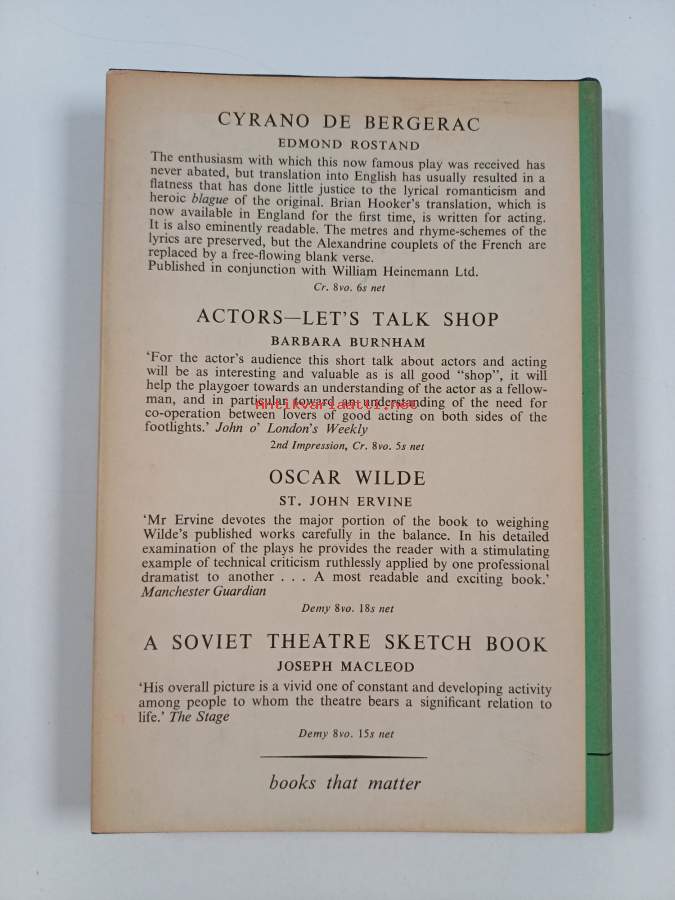 CYRANO DE BERGERAC
EDMOND ROSTAND
The enthusiasm with which this now famous play was received has
never abated, but translation into English has usually resulted in a
flatness that has done little justice to the lyrical romanticism and
heroic blague of the original. Brian Hooker's translation, which is
now available in England for the first time, is written for acting.
It is also eminently readable. The metres and rhyme-schemes of the
lyrics are preserved, but the Alexandrine couplets of the French are
replaced by a free-flowing blank verse.
Published in conjunction with William Heinemann Ltd.
Cr. 8vo. 6s net
ACTORS—LET'S TALK SHOP
BARBARA BURNHAM
'For the actor's audience this short talk about actors and acting
will be as interesting and valuable as is all good "shop", it will
help the playgoer towards an understanding of the actor as a fellow-
man, and in particular toward an understanding of the need for
Antikvariaatti.net
co-operation between lovers of good acting on both sides of the
footlights.' John o' London's Weekly
2nd Impression, Cr. 8vo. 5s net
OSCAR WILDE
ST. JOHN ERVINE
'Mr Ervine devotes the major portion of the book to weighing
Wilde's published works carefully in the balance. In his detailed
examination of the plays he provides the reader with a stimulating
example of technical criticism ruthlessly applied by one professional
dramatist to another . . . A most readable and exciting book.'
Manchester Guardian
Demy 8vo. 18s net
A SOVIET THEATRE SKETCH BOOK
JOSEPH MACLEOD
'His overall picture is a vivid one of constant and developing activity
among people to whom the theatre bears a significant relation to
life.' The Stage
Demy 8vo. 15s net
books that matter